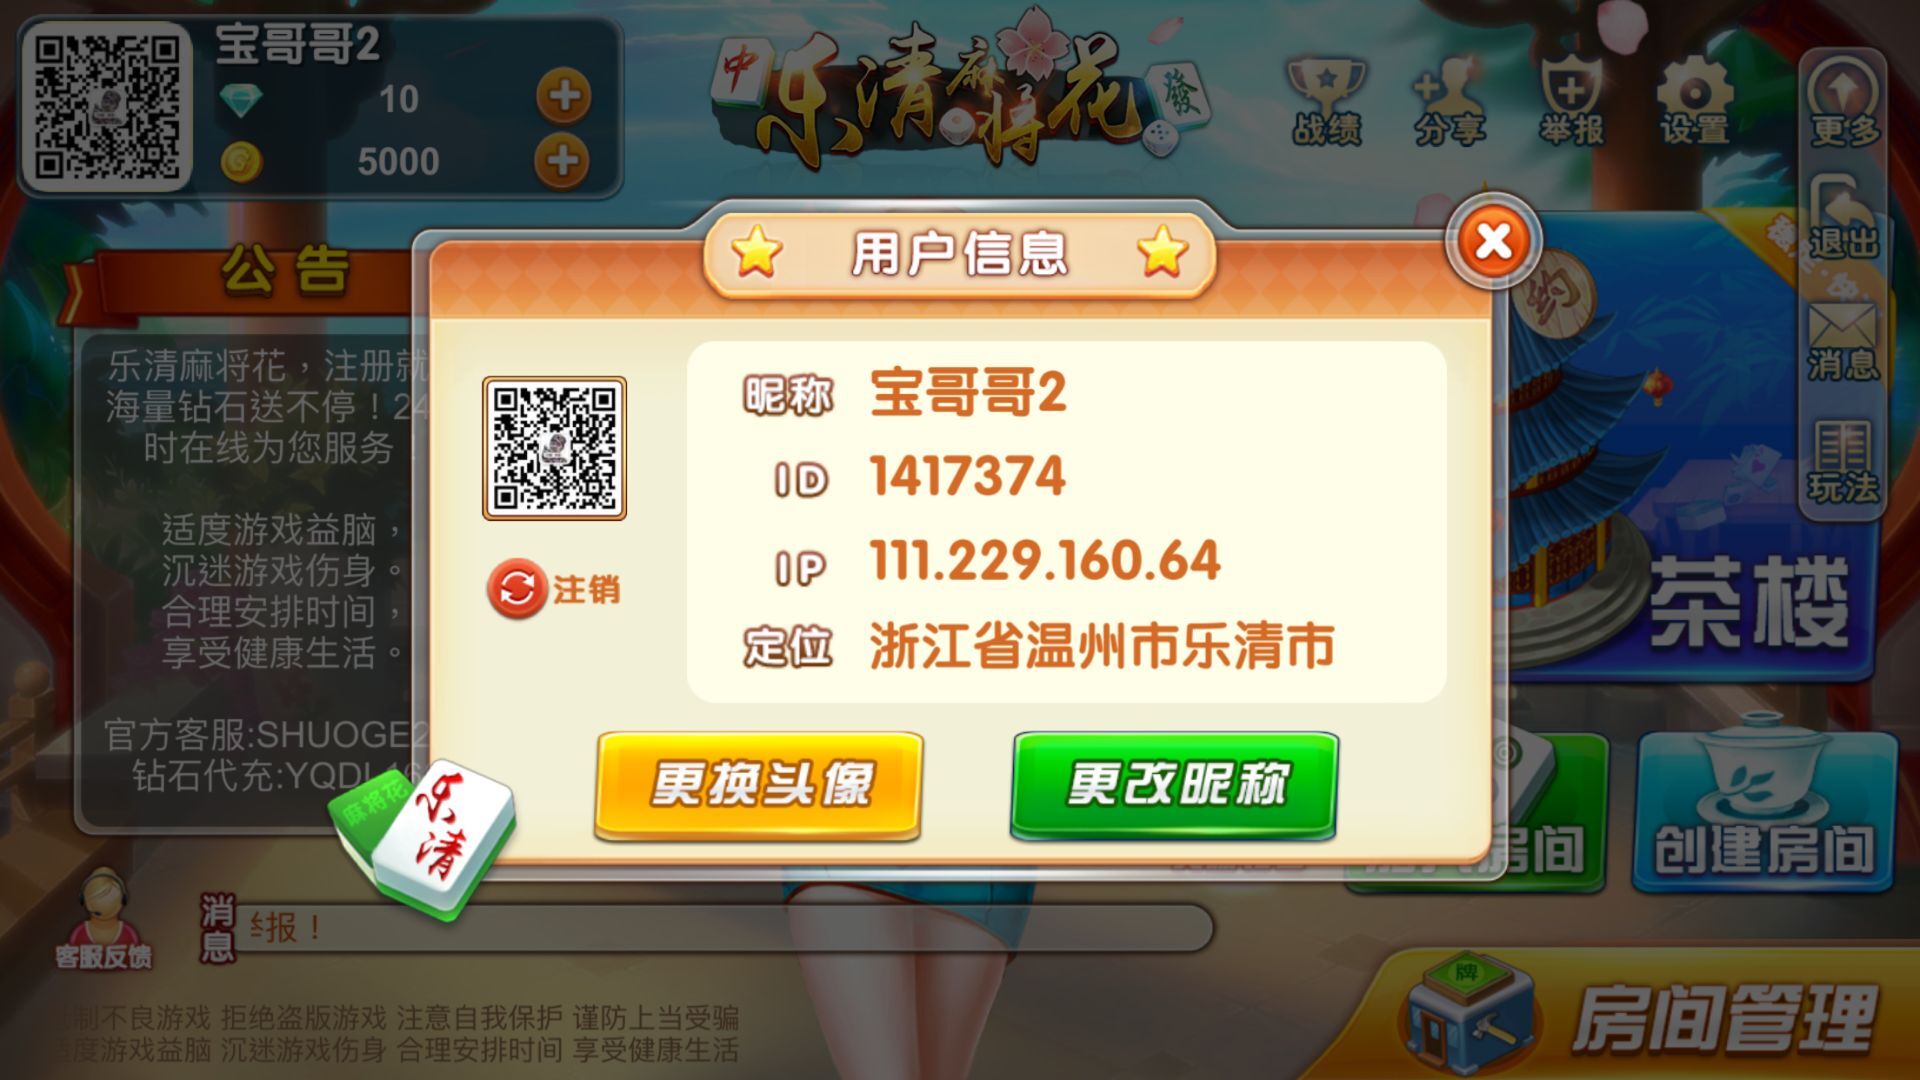 宝哥哥2
10
5000
中
乐清麻将花
發
战绩
分享
举报
设置
更多
退出
消息
玩法
公告
乐清麻将花，注册就
海量钻石送不停！24
时在线为您服务！
适度游戏益脑，
沉迷游戏伤身。
合理安排时间，
享受健康生活。
官方客服:SHUOGE2
钻石代充:YQDL16
用户信息
昵称 宝哥哥2
ID 1417374
IP 111.229.160.64
定位 浙江省温州市乐清市
注销
更换头像
更改昵称
麻将花
乐清
约
茶楼
房间
创建房间
客服反馈
消息
报！
制不良游戏 拒绝盗版游戏 注意自我保护 谨防上当受骗
适度游戏益脑 沉迷游戏伤身 合理安排时间 享受健康生活
牌
房间管理